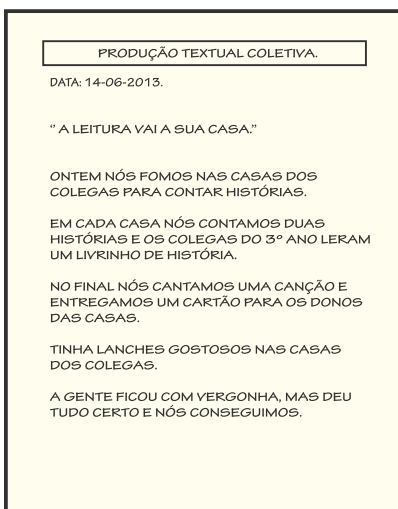 PRODUÇÃO TEXTUAL COLETIVA.
DATA: 14-06-2013.
“ A LEITURA VAI A SUA CASA.”
ONTEM NÓS FOMOS NAS CASAS DOS
COLEGAS PARA CONTAR HISTÓRIAS.
EM CADA CASA NÓS CONTAMOS DUAS
HISTÓRIAS E OS COLEGAS DO 3º ANO LERAM
UM LIVRINHO DE HISTÓRIA.
NO FINAL NÓS CANTAMOS UMA CANÇÃO E
ENTREGAMOS UM CARTÃO PARA OS DONOS
DAS CASAS.
TINHA LANCHES GOSTOSOS NAS CASAS
DOS COLEGAS.
A GENTE FICOU COM VERGONHA, MAS DEU
TUDO CERTO E NÓS CONSEGUIMOS.